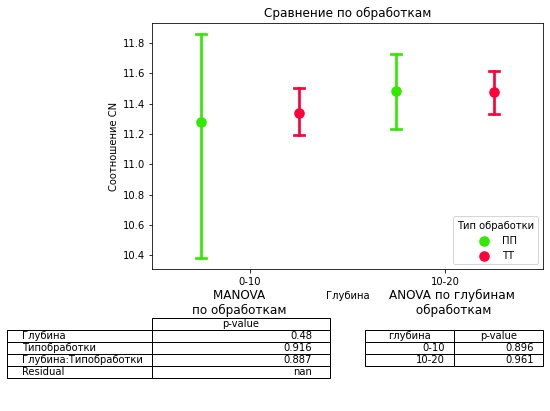 Сравнение по обработкам
Соотношение CN
11.8
11.6
11.4
11.2
11.0
10.8
10.6
10.4
Тип обработки
ПП
ТТ
0-10
10-20
Глубина
MANOVA
по обработкам
p-value
Глубина 0.48
Типобработки 0.916
Глубина:Типобработки 0.887
Residual nan
ANOVA по глубинам
обработкам
глубина p-value
0-10 0.896
10-20 0.961